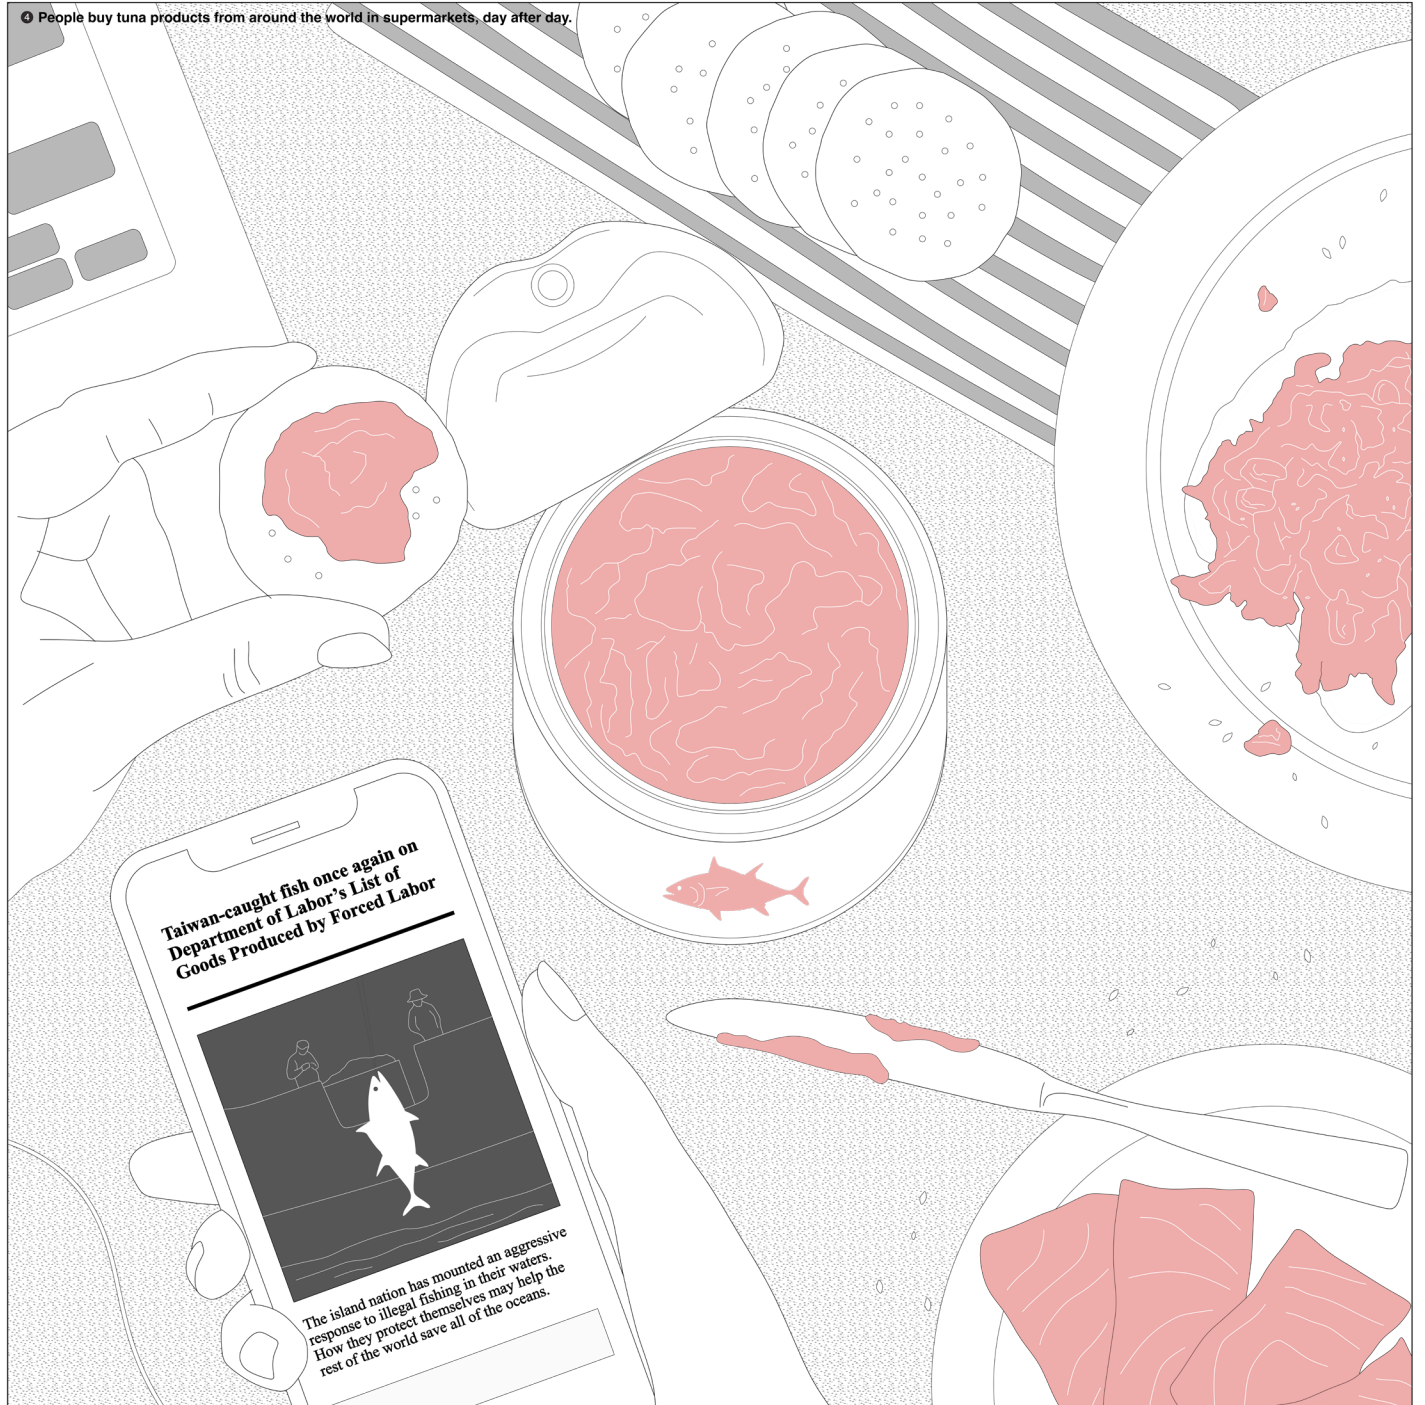 4 People buy tuna products from around the world in supermarkets, day after day.
Taiwan-caught fish once again on
Department of Labor’s List of
Goods Produced by Forced Labor
The island nation has mounted an aggressive
response to illegal fishing in their waters.
How they protect themselves may help the
rest of the world save all of the oceans.